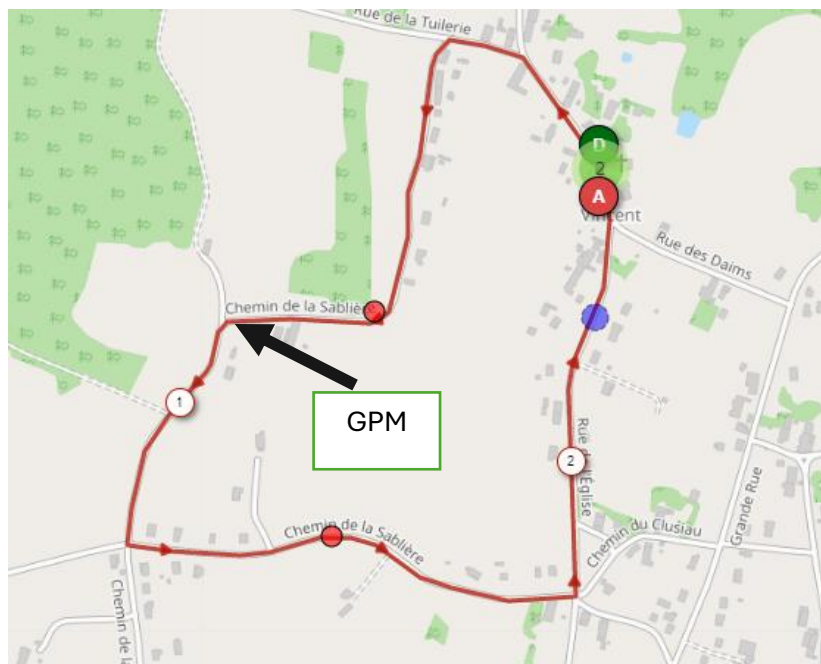 Rue de la Tuilerie
D
2
A
Vincent
Rue des Daims
Chemin de la Sablière
1
GPM
2
Rue de l'Église
Grande Rue
Chemin du Clusiau
Chemin de la Sablière
Chemin de la